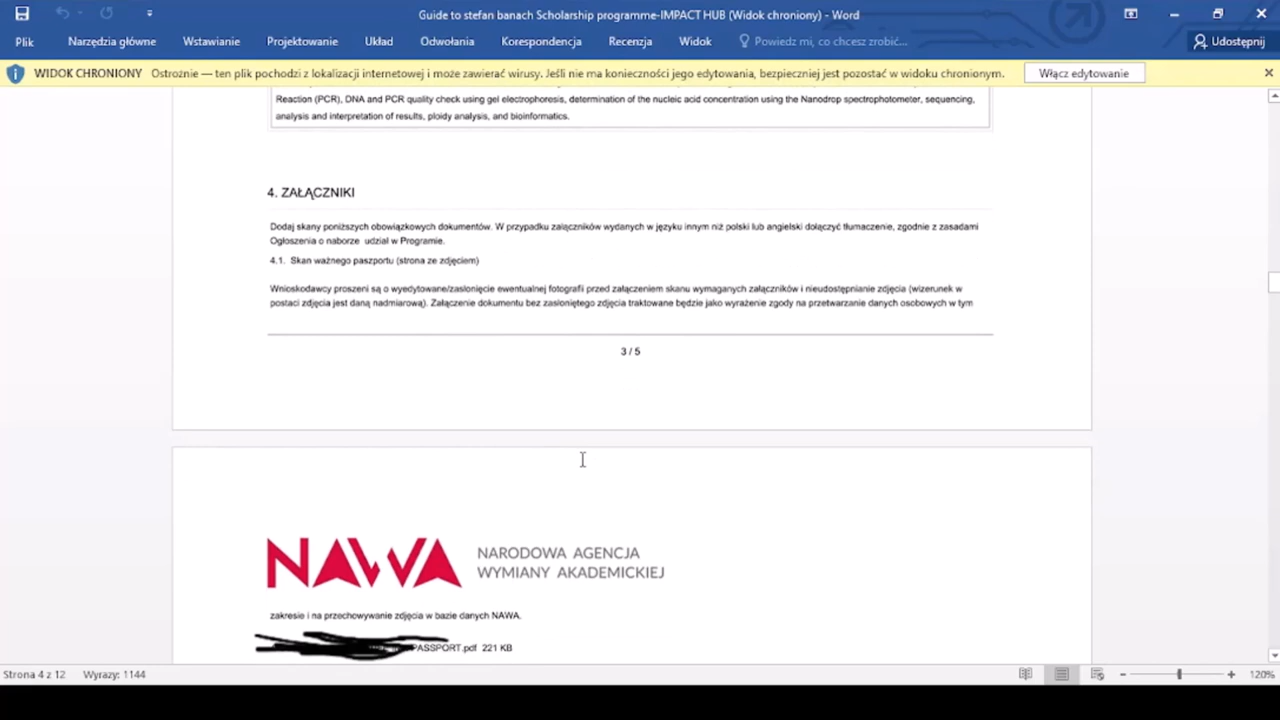 Guide to stefan banach Scholarship programme-IMPACT HUB (Widok chroniony) - Word
Plik Narzędzia główne Wstawianie Projektowanie Układ Odwołania Korespondencja Recenzja Widok Powiedz mi, co chcesz zrobić... Udostępnij
WIDOK CHRONIONY Ostrożnie — ten plik pochodzi z lokalizacji internetowej i może zawierać wirusy. Jeśli nie ma konieczności jego edytowania, bezpieczniej jest pozostać w widoku chronionym. Włącz edytowanie
Reaction (PCR), DNA and PCR quality check using gel electrophoresis, determination of the nucleic acid concentration using the Nanodrop spectrophotometer, sequencing,
analysis and interpretation of results, ploidy analysis, and bioinformatics.
4. ZAŁĄCZNIKI
Dodaj skany poniższych obowiązkowych dokumentów. W przypadku załączników wydanych w języku innym niż polski lub angielski dołączyć tłumaczenie, zgodnie z zasadami
Ogłoszenia o naborze udział w Programie.
4.1. Skan ważnego paszportu (strona ze zdjęciem)
Wnioskodawcy proszeni są o wyedytowanie/zasłonięcie ewentualnej fotografii przed załączeniem skanu wymaganych załączników i nieudostępnianie zdjęcia (wizerunek w
postaci zdjęcia jest daną nadmiarową). Załączenie dokumentu bez zasłoniętego zdjęcia traktowane będzie jako wyrażenie zgody na przetwarzanie danych osobowych w tym
3 / 5
NAWA NARODOWA AGENCJA
WYMIANY AKADEMICKIEJ
zakresie i na przechowywanie zdjęcia w bazie danych NAWA.
PASSPORT.pdf 221 KB
Strona 4 z 12 Wyrazy: 1144 120%